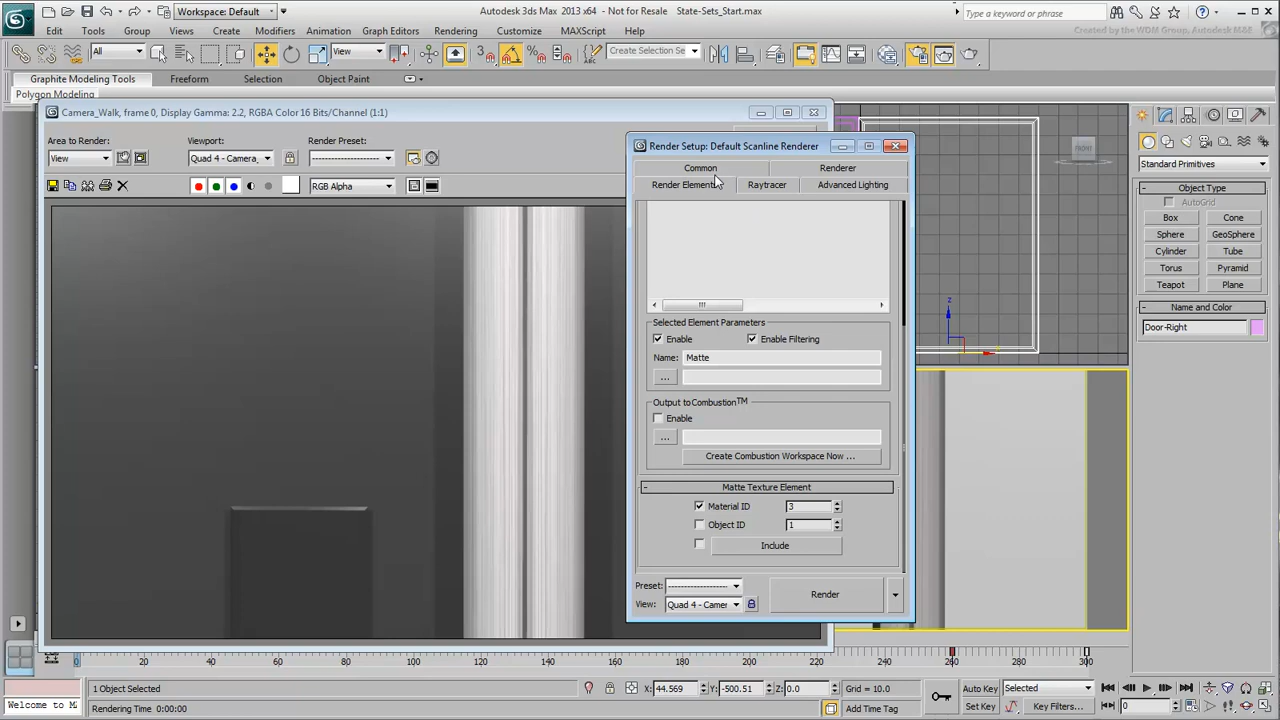 Workspace: Default
Autodesk 3ds Max 2013 x64 - Not for Resale State-Sets_Start.max
Type a keyword or phrase
Edit Tools Group Views Create Modifiers Animation Graph Editors Rendering Customize MAXScript Help
Created by the WDM Group, Autodesk M&E
All
View
Create Selection Se
Graphite Modeling Tools Freeform Selection Object Paint
Polygon Modeling
Camera_Walk, frame 0, Display Gamma: 2.2, RGBA Color 16 Bits/Channel (1:1)
Area to Render: Viewport: Render Preset:
View
Quad 4 - Camera
RGB Alpha
Render Setup: Default Scanline Renderer
Common Renderer
Render Elements Raytracer Advanced Lighting
Selected Element Parameters
Enable Enable Filtering
Name: Matte
...
Output to Combustion™
Enable
...
Create Combustion Workspace Now ...
- Matte Texture Element
Material ID 3
Object ID 1
Include
Preset: Render
View: Quad 4 - Camer
FRONT
z
Standard Primitives
- Object Type
AutoGrid
Box Cone
Sphere GeoSphere
Cylinder Tube
Torus Pyramid
Teapot Plane
- Name and Color
Door-Right
0 20 40 60 80 100 120 140 160 180 200 220 240 260 280 300
1 Object Selected X: 44.569 Y: -500.51 Z: 0.0 Grid = 10.0 Auto Key Selected
Welcome to M Rendering Time 0:00:00 Add Time Tag Set Key Key Filters... 0